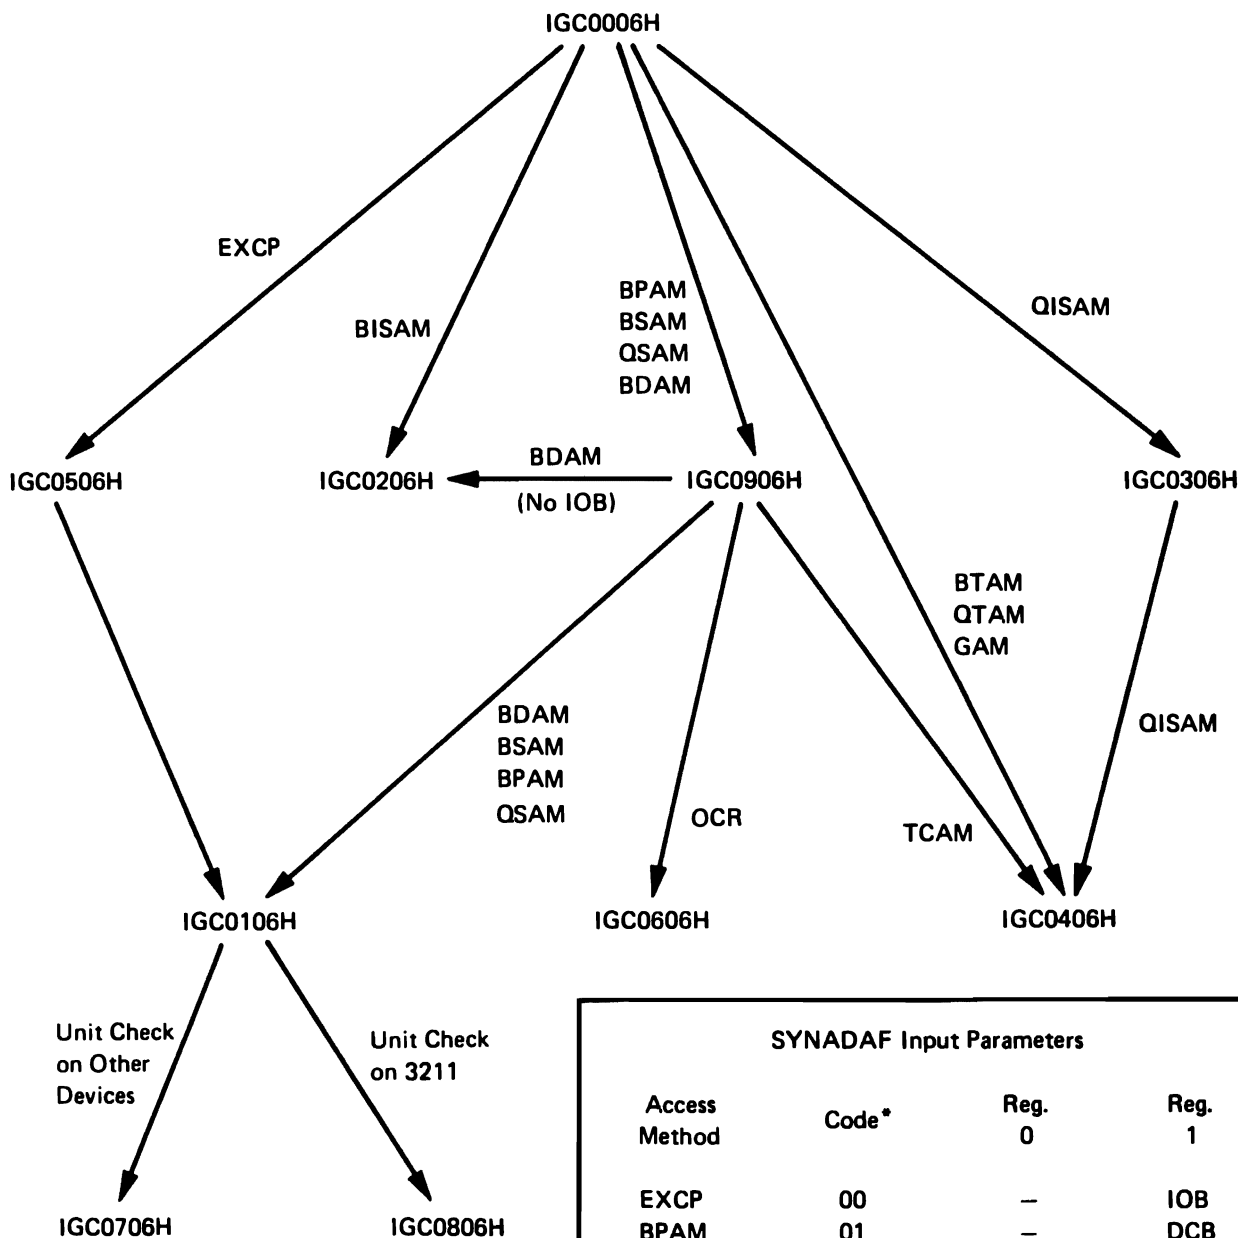 IGC0006H
EXCP
BISAM
BPAM
BSAM
QSAM
BDAM
QISAM
IGC0506H
IGC0206H
BDAM
(No IOB)
IGC0906H
IGC0306H
BTAM
QTAM
GAM
BDAM
BSAM
BPAM
QSAM
OCR
TCAM
QISAM
IGC0106H
IGC0606H
IGC0406H
Unit Check
on Other
Devices
Unit Check
on 3211
IGC0706H
IGC0806H
SYNADAF Input Parameters
Access Method Code* Reg. 0 Reg. 1
EXCP 00 – IOB
BPAM 01 – DCB